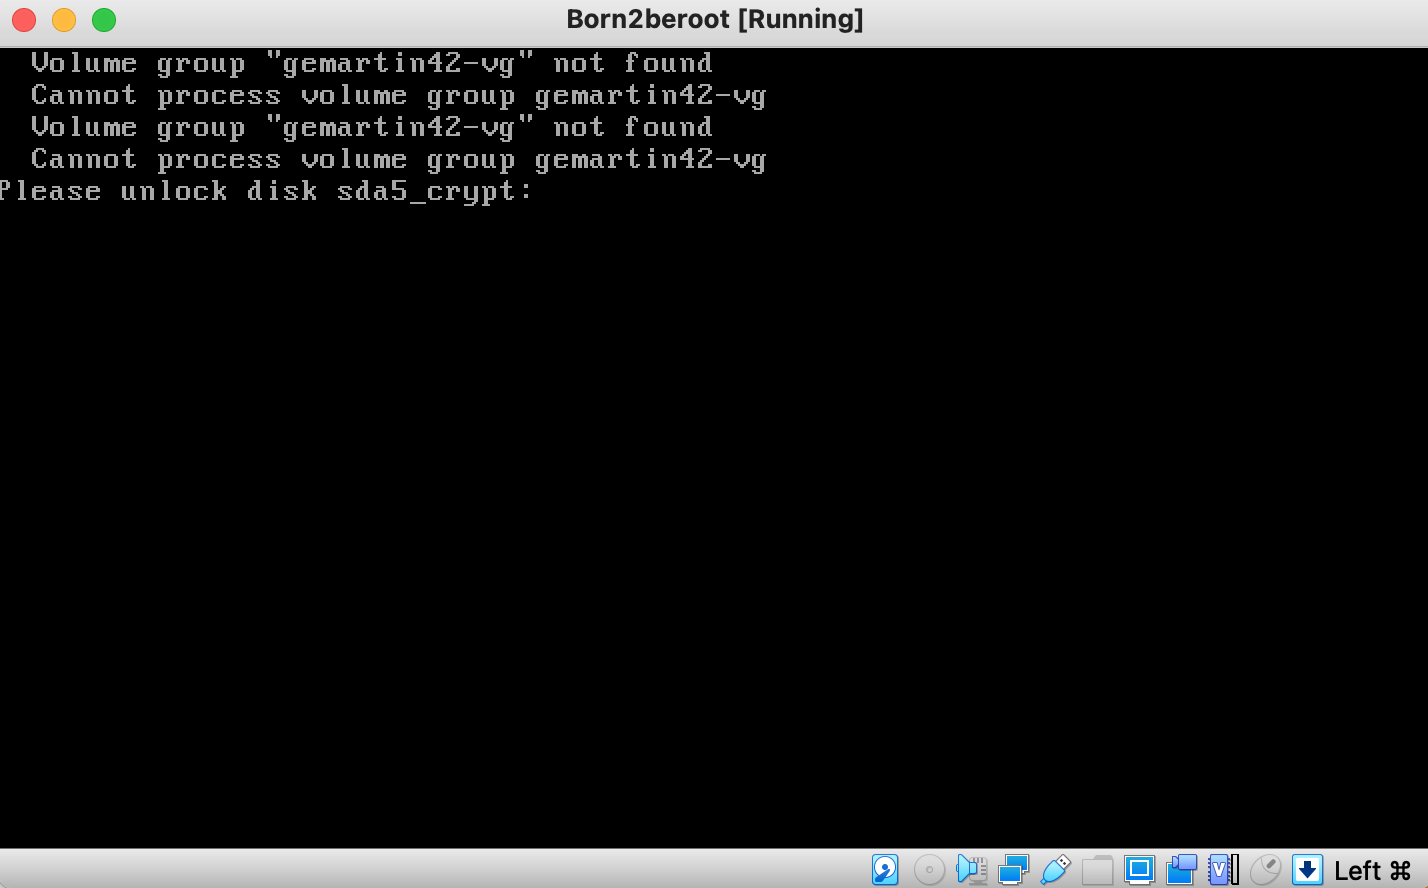 Born2beroot [Running]
Volume group "gemartin42-vg" not found
Cannot process volume group gemartin42-vg
Volume group "gemartin42-vg" not found
Cannot process volume group gemartin42-vg
Please unlock disk sda5_crypt:
V
Left ⌘